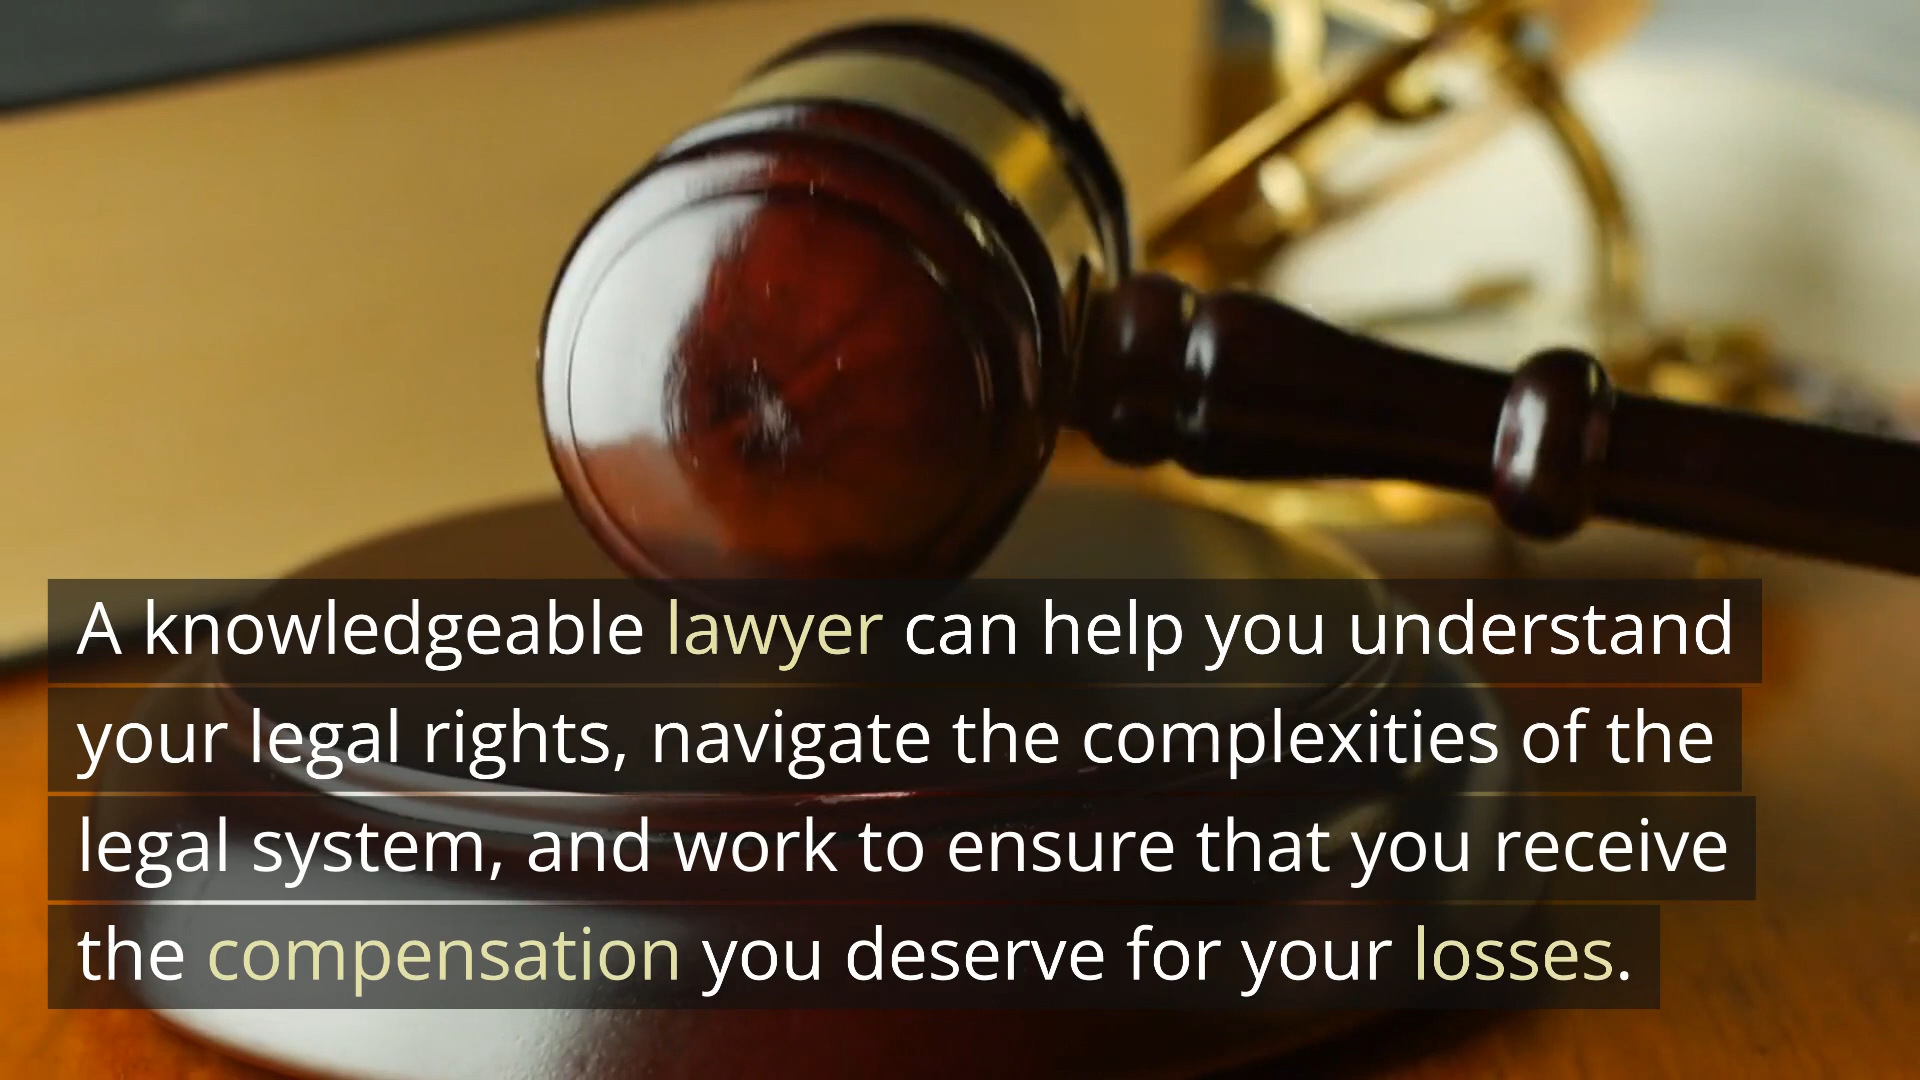 A knowledgeable lawyer can help you understand
your legal rights, navigate the complexities of the
legal system, and work to ensure that you receive
the compensation you deserve for your losses.